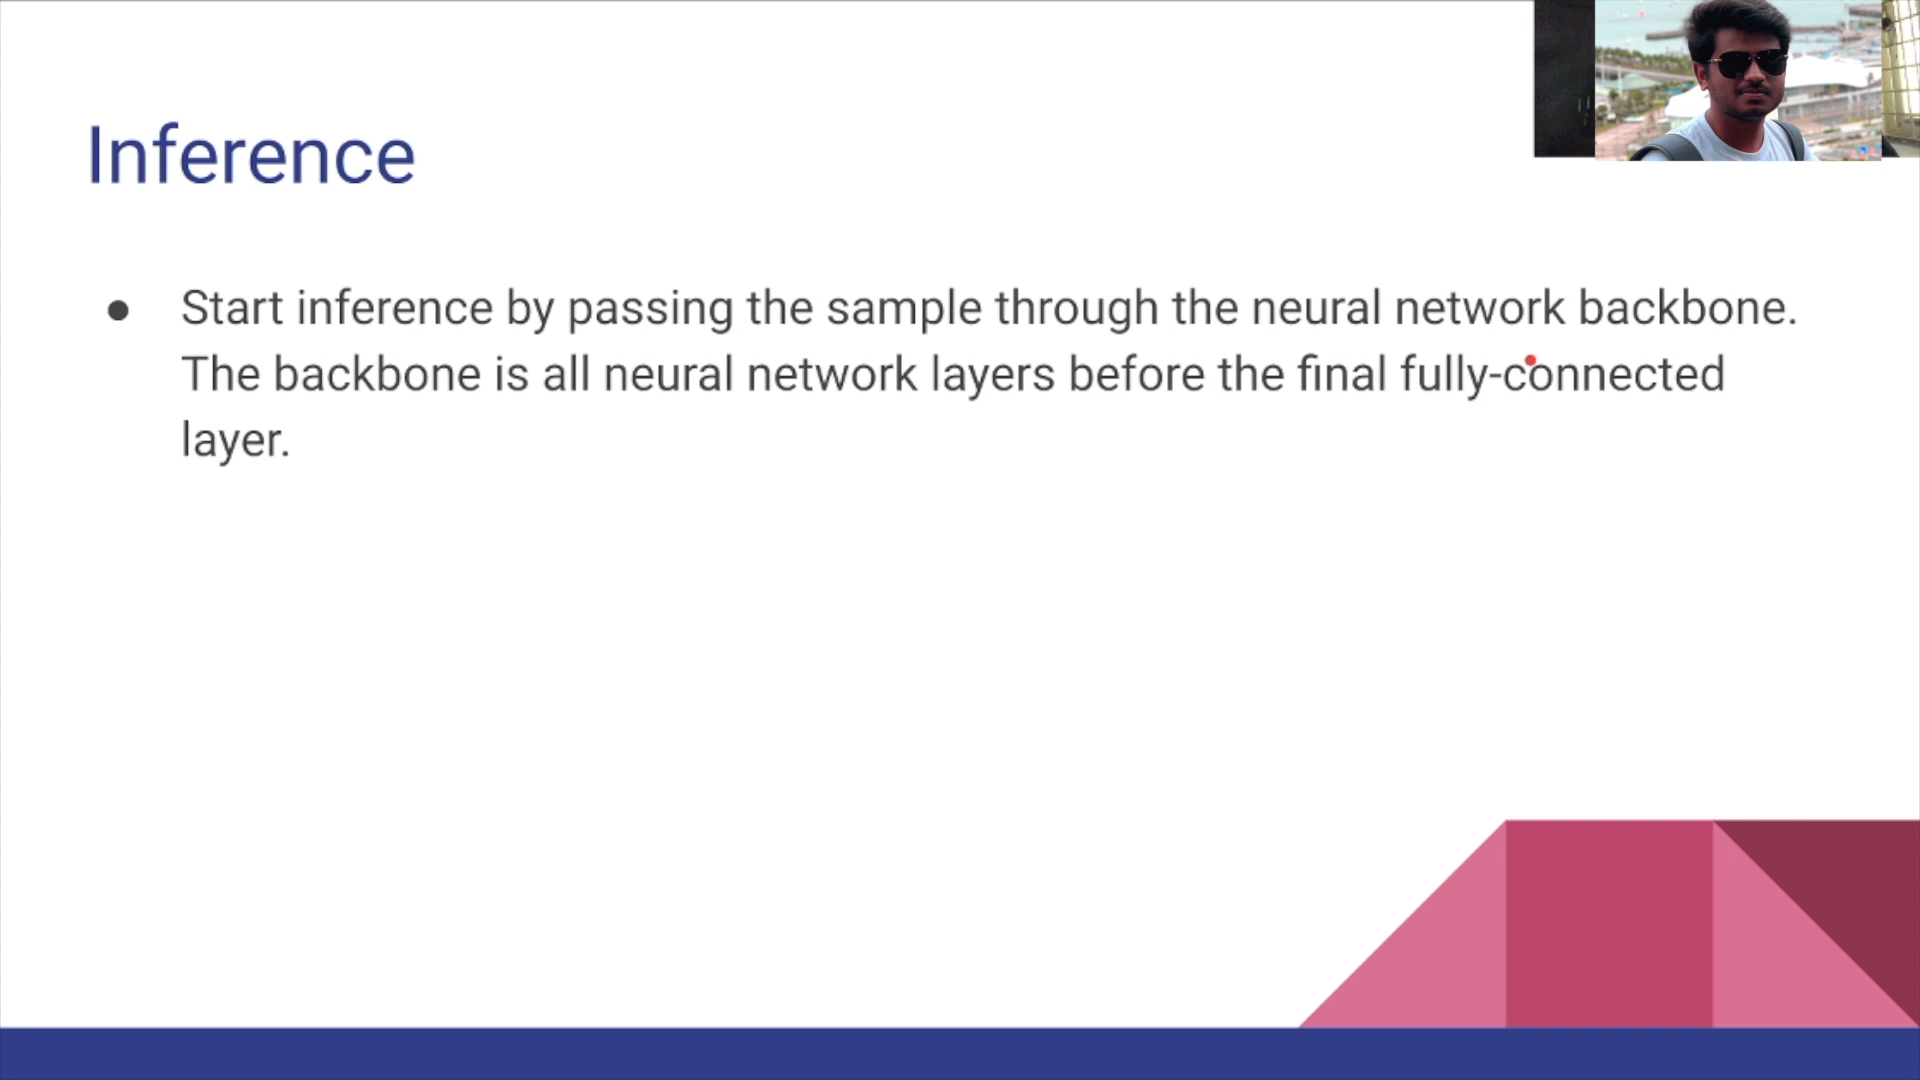 Inference
● Start inference by passing the sample through the neural network backbone.
The backbone is all neural network layers before the final fully-connected
layer.